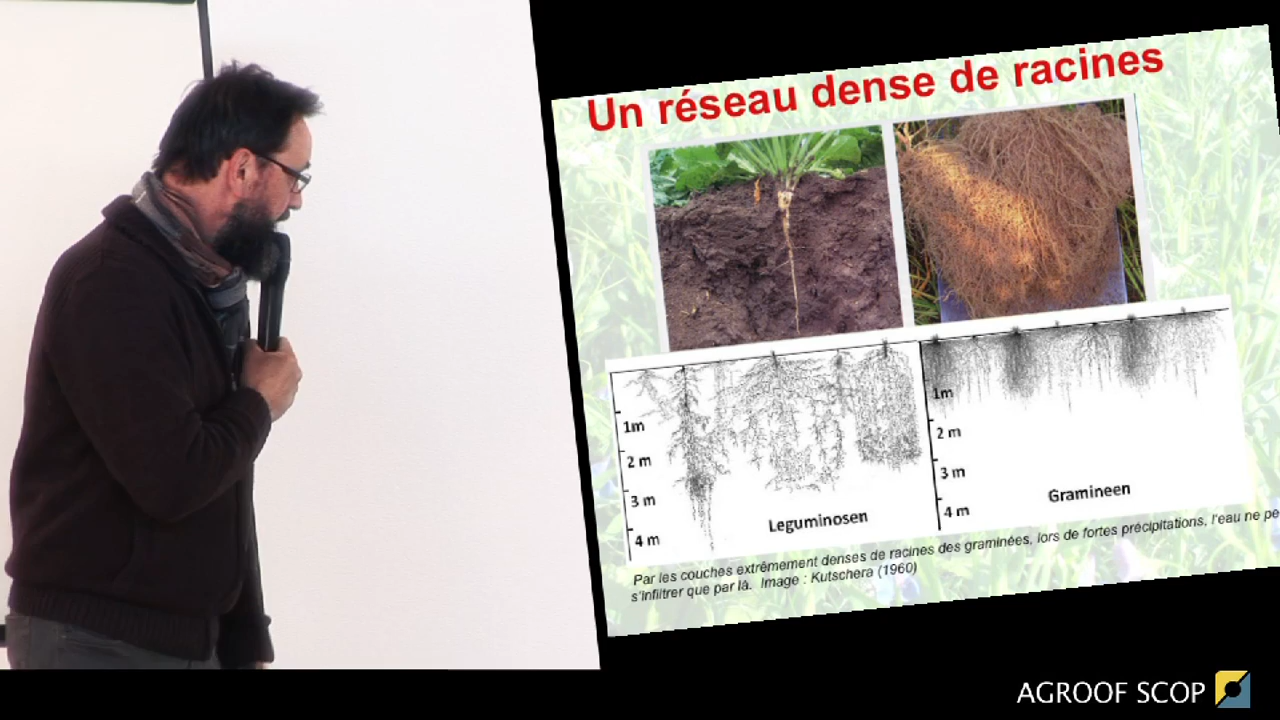 Un réseau dense de racines
1m
2 m
3 m
4 m
Leguminosen
1m
2 m
3 m
4 m
Gramineen
Par les couches extrêmement denses de racines des graminées, lors de fortes précipitations, l'eau ne pe
s'infiltrer que par là. Image : Kutschera (1960)
AGROOF SCOP